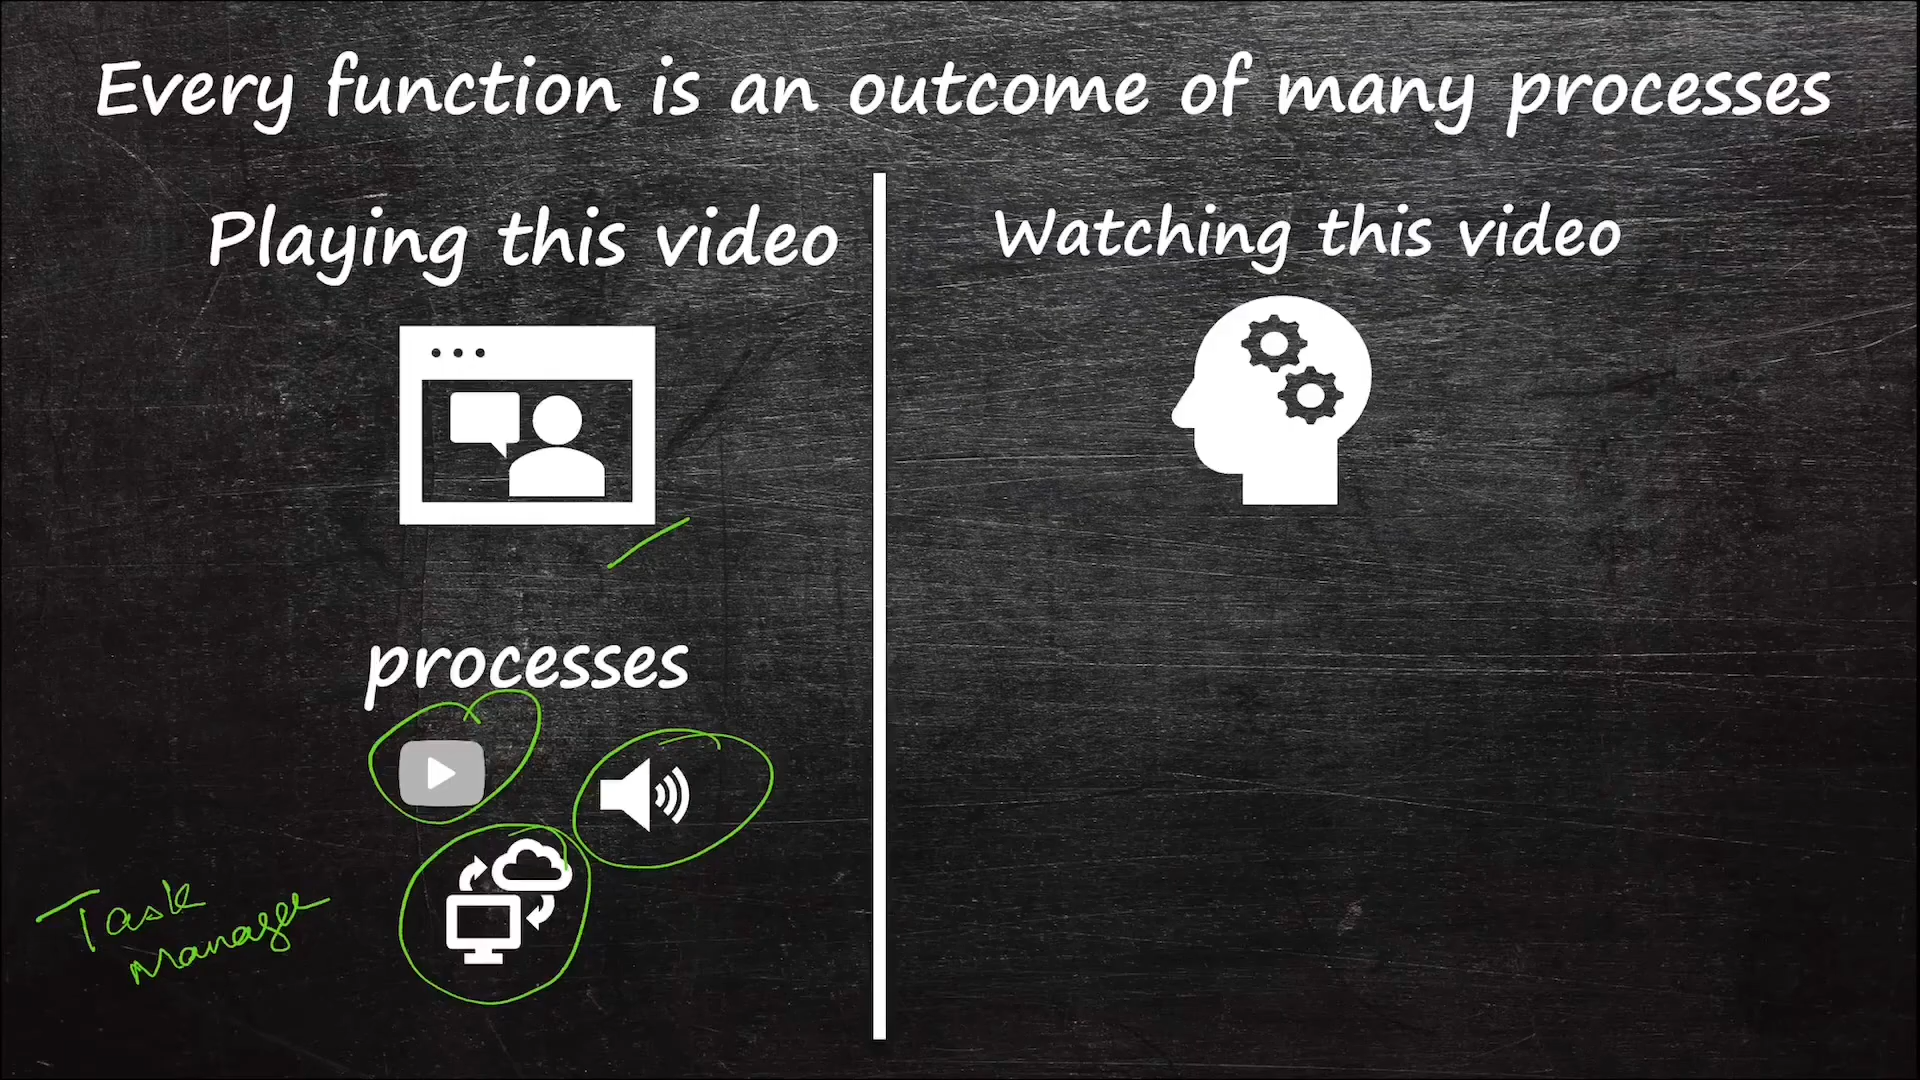 Every function is an outcome of many processes
Playing this video
Watching this video
processes
Task
Manager